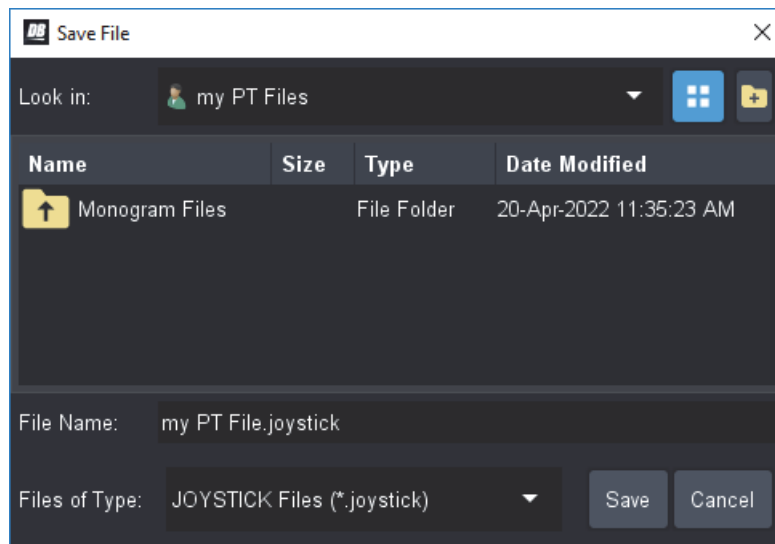 DB Save File
Look in: my PT Files
Name Size Type Date Modified
Monogram Files File Folder 20-Apr-2022 11:35:23 AM
File Name: my PT File.joystick
Files of Type: JOYSTICK Files (*.joystick) Save Cancel